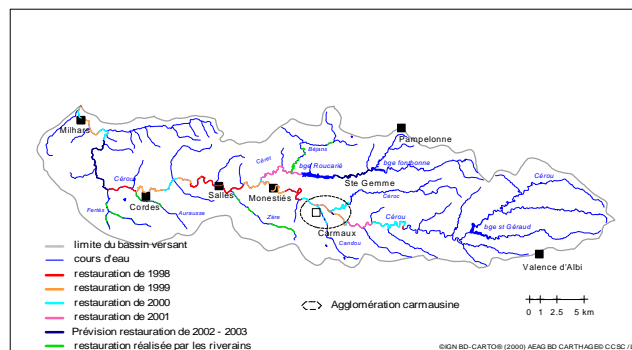 Milhars
Pampelonne
Béjans
Céret
bge Roucarié
bge fontbonne
Cérou
Ste Gemme
Cérou
Salles
Monestiés
Céroc
Fertès
Cordes
Aurausse
Zère
Cérou
Carmaux
Candou
bge st Géraud
Valence d'Albi
limite du bassin versant
cours d'eau
restauration de 1998
restauration de 1999
restauration de 2000
restauration de 2001
Prévision restauration de 2002 - 2003
restauration réalisée par les riverains
Agglomération carmausine
0 1 2.5 5 km
©IGN BD-CARTO® (2000) AEAG BD CARTHAGE© CCSC / L